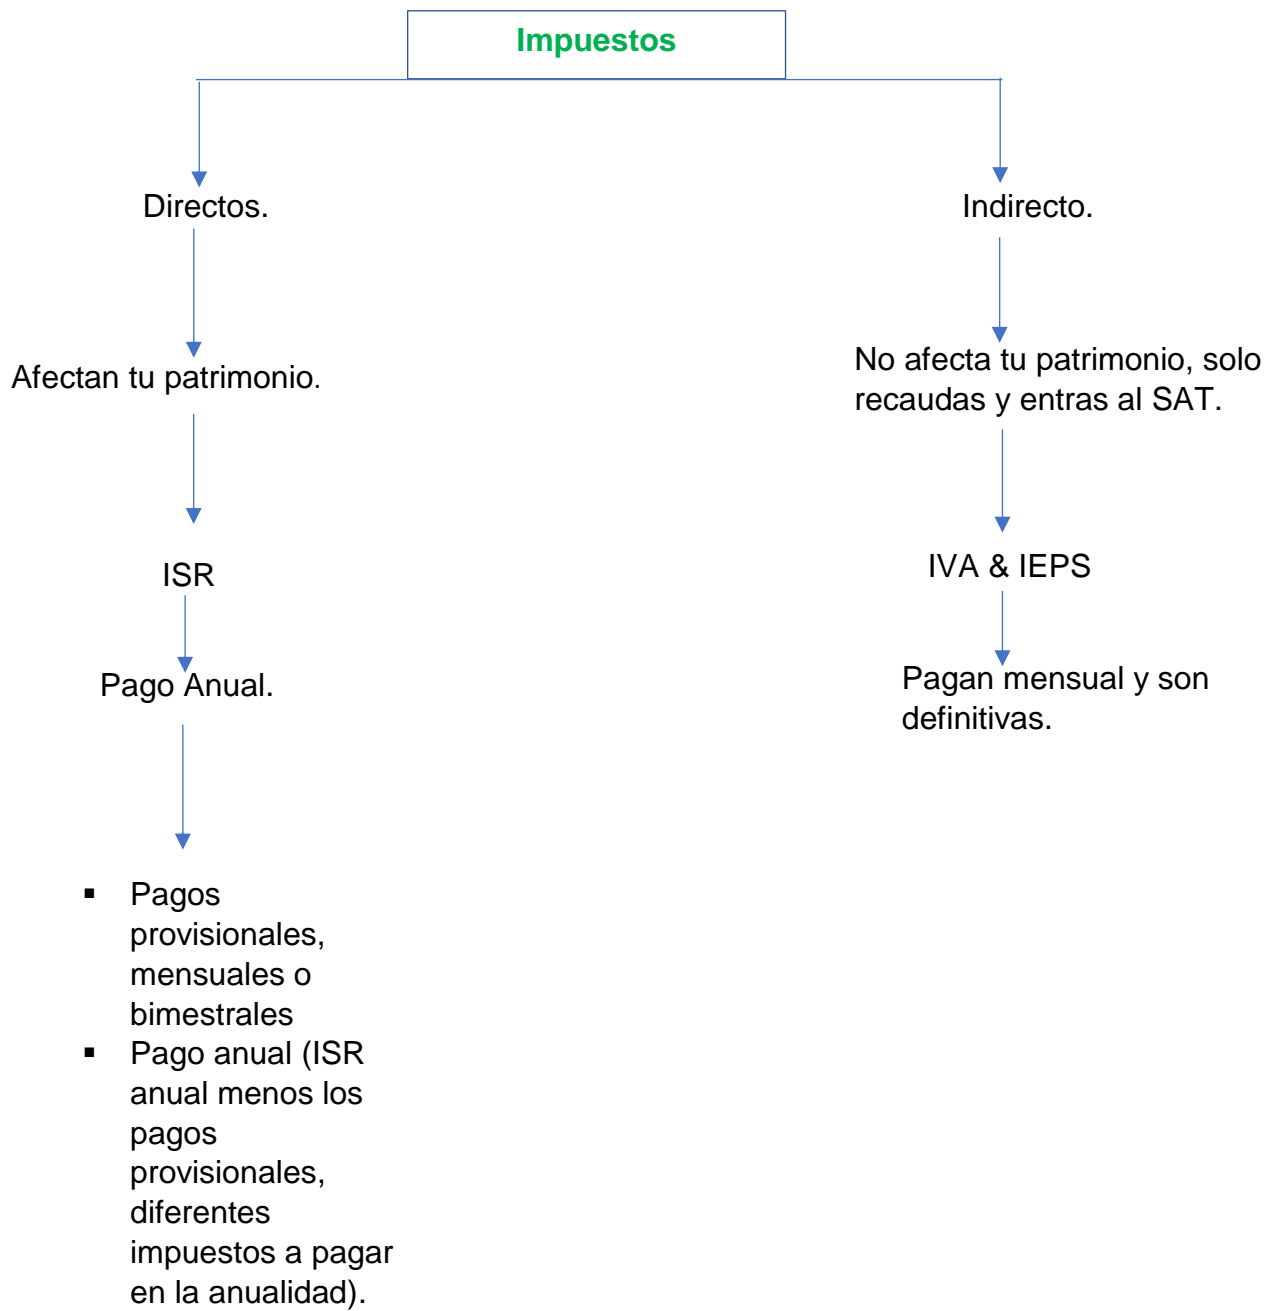 Impuestos
Directos.
Indirecto.
Afectan tu patrimonio.
No afecta tu patrimonio, solo
recaudas y entras al SAT.
ISR
IVA & IEPS
Pago Anual.
Pagan mensual y son
definitivas.
▪ Pagos
provisionales,
mensuales o
bimestrales
▪ Pago anual (ISR
anual menos los
pagos
provisionales,
diferentes
impuestos a pagar
en la anualidad).